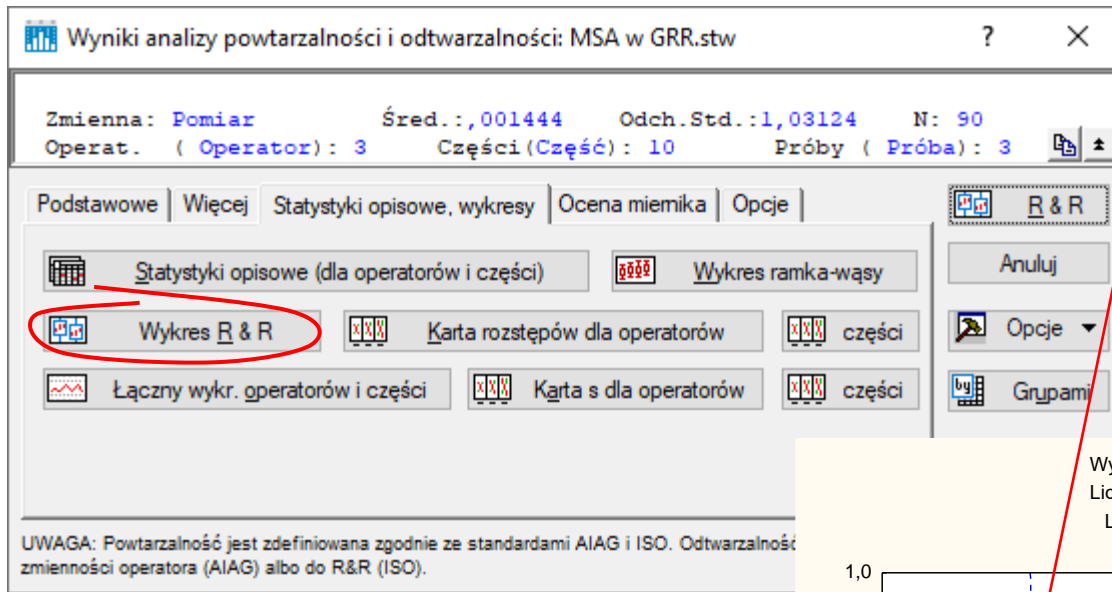 Wyniki analizy powtarzalności i odtwarzalności: MSA w GRR.stw ? ×
Zmienna: Pomiar Śred.:,001444 Odch.Std.:1,03124 N: 90
Operat. ( Operator): 3 Części(Część): 10 Próby ( Próba): 3
Podstawowe Więcej Statystyki opisowe, wykresy Ocena miernika Opcje
R & R
Statystyki opisowe (dla operatorów i części) Wykres ramka-wąsy
Anuluj
Wykres R & R Karta rozstępów dla operatorów części
Opcje
Łączny wykr. operatorów i części Karta s dla operatorów części
Grupami
UWAGA: Powtarzalność jest zdefiniowana zgodnie ze standardami AIAG i ISO. Odtwarzalność
zmienności operatora (AIAG) albo do R&R (ISO).
Wy
Lic
L
1,0